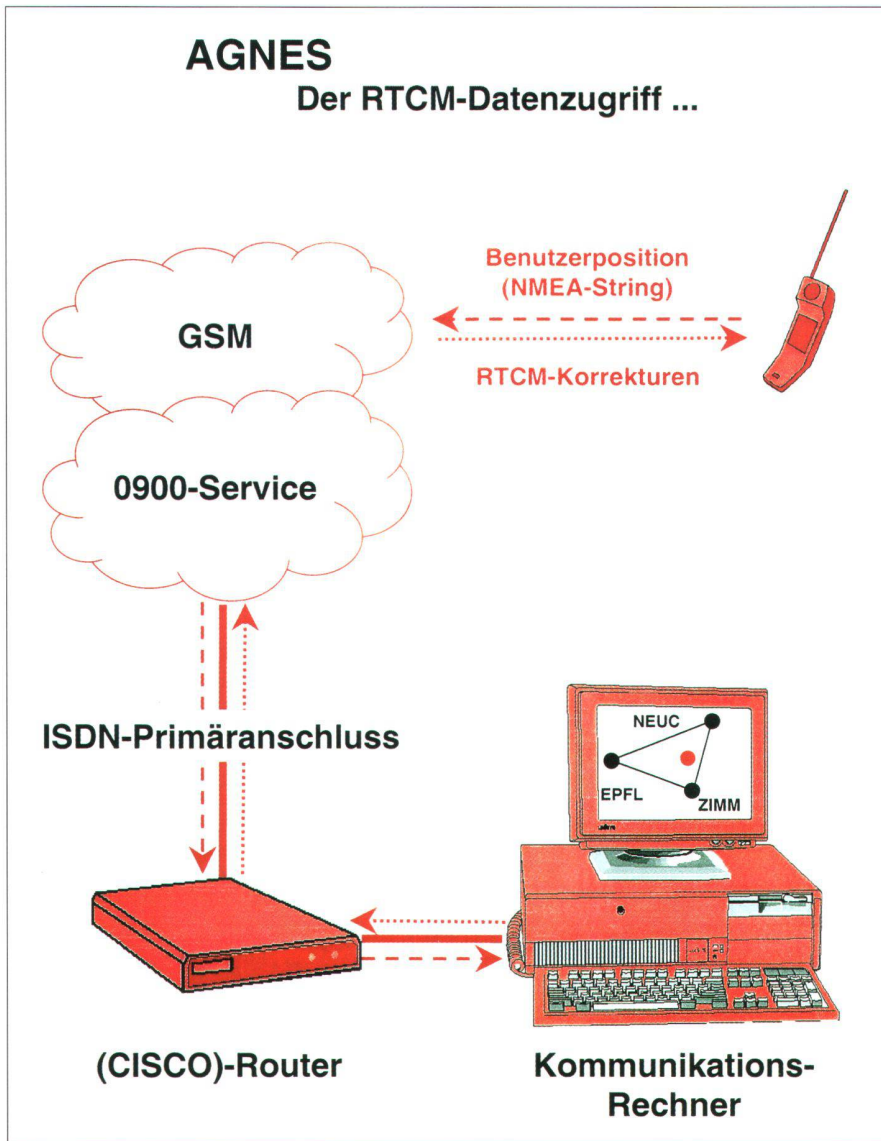 AGNES
Der RTCM-Datenzugriff ...
Benutzerposition
(NMEA-String)
GSM
RTCM-Korrekturen
0900-Service
ISDN-Primäranschluss
NEUC
EPFL
ZIMM
(CISCO)-Router
Kommunikations-
Rechner